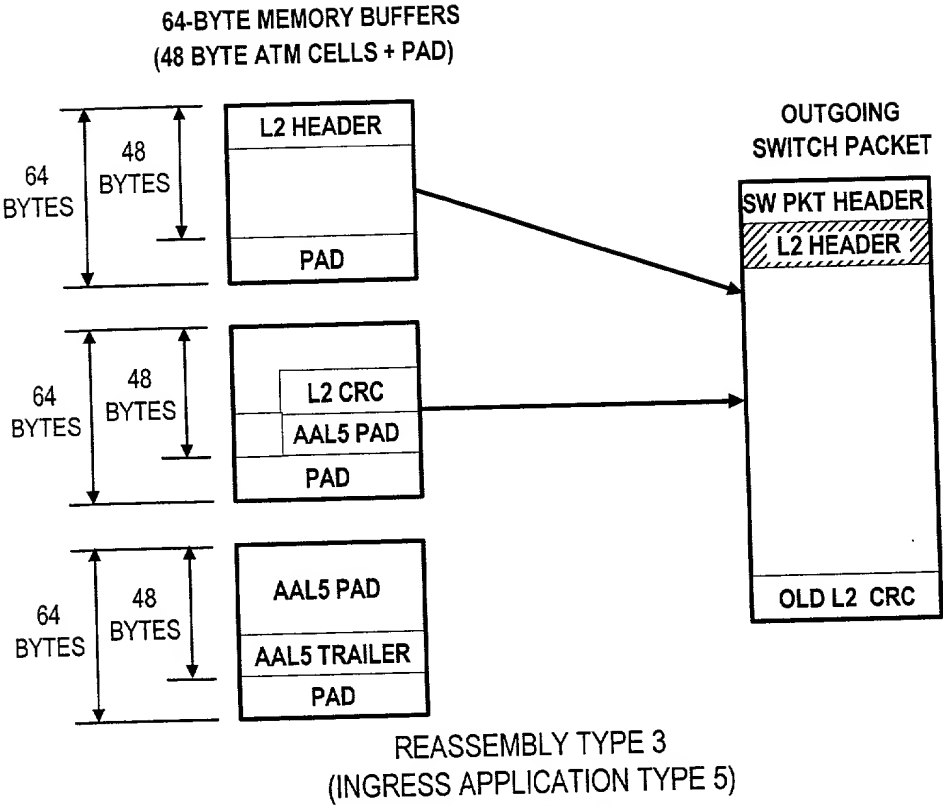 64-BYTE MEMORY BUFFERS
(48 BYTE ATM CELLS + PAD)
64
BYTES
48
BYTES
L2 HEADER
PAD
64
BYTES
48
BYTES
L2 CRC
AAL5 PAD
PAD
64
BYTES
48
BYTES
AAL5 PAD
AAL5 TRAILER
PAD
OUTGOING
SWITCH PACKET
SW PKT HEADER
L2 HEADER
OLD L2 CRC
REASSEMBLY TYPE 3
(INGRESS APPLICATION TYPE 5)